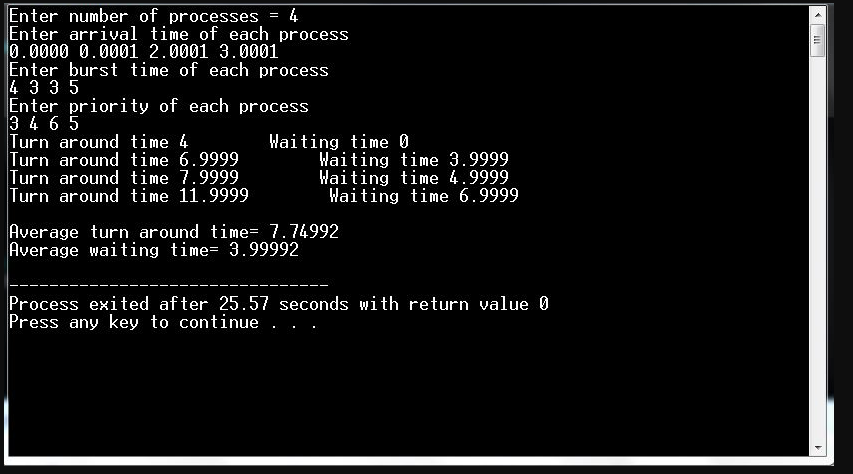 Enter number of processes = 4
Enter arrival time of each process
0.0000 0.0001 2.0001 3.0001
Enter burst time of each process
4 3 3 5
Enter priority of each process
3 4 6 5
Turn around time 4        Waiting time 0
Turn around time 6.9999        Waiting time 3.9999
Turn around time 7.9999        Waiting time 4.9999
Turn around time 11.9999        Waiting time 6.9999
Average turn around time= 7.74992
Average waiting time= 3.99992
--------------------------------
Process exited after 25.57 seconds with return value 0
Press any key to continue . . .